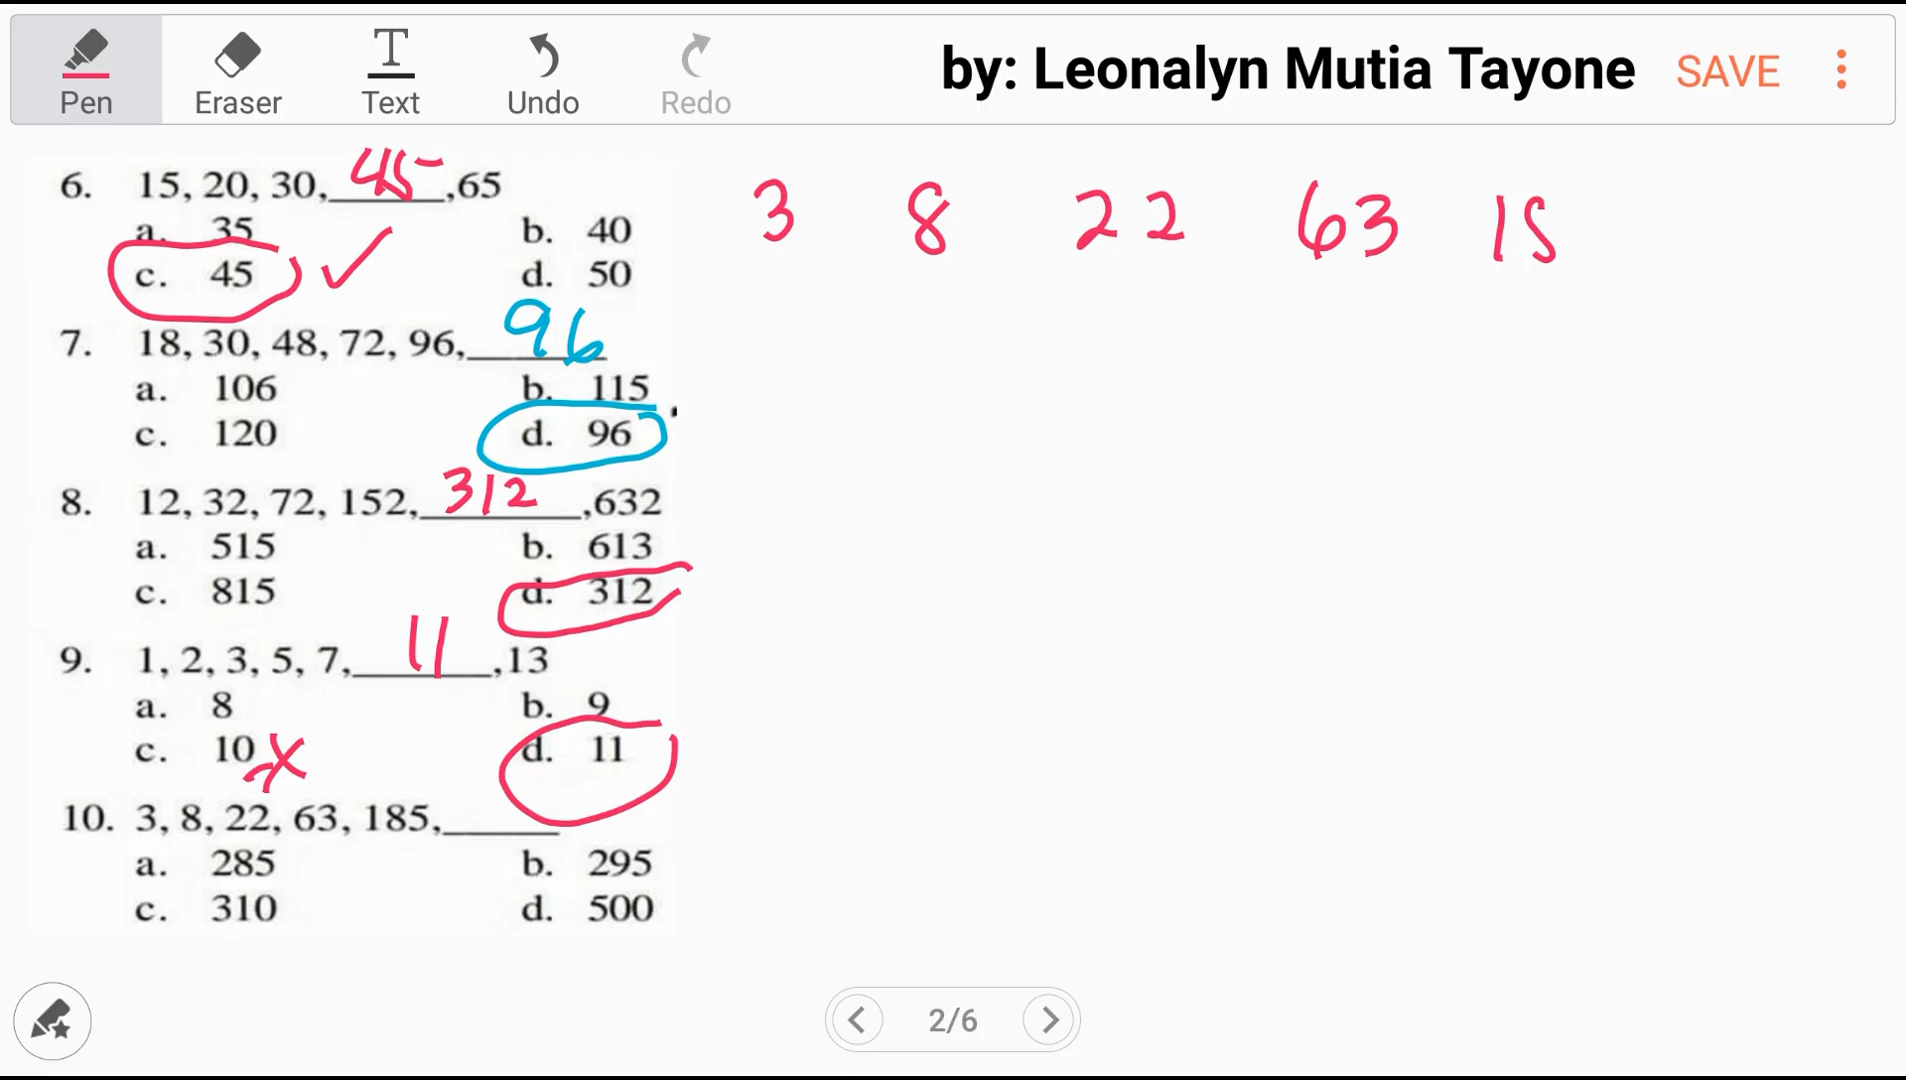 Pen Eraser Text Undo Redo by: Leonalyn Mutia Tayone SAVE
6. 15, 20, 30, 45 ,65
a. 35 b. 40
c. 45 d. 50
3 8 22 63 18
7. 18, 30, 48, 72, 96, 96
a. 106 b. 115
c. 120 d. 96
8. 12, 32, 72, 152, 312 ,632
a. 515 b. 613
c. 815 d. 312
9. 1, 2, 3, 5, 7, 11 ,13
a. 8 b. 9
c. 10 d. 11
10. 3, 8, 22, 63, 185,______
a. 285 b. 295
c. 310 d. 500
2/6